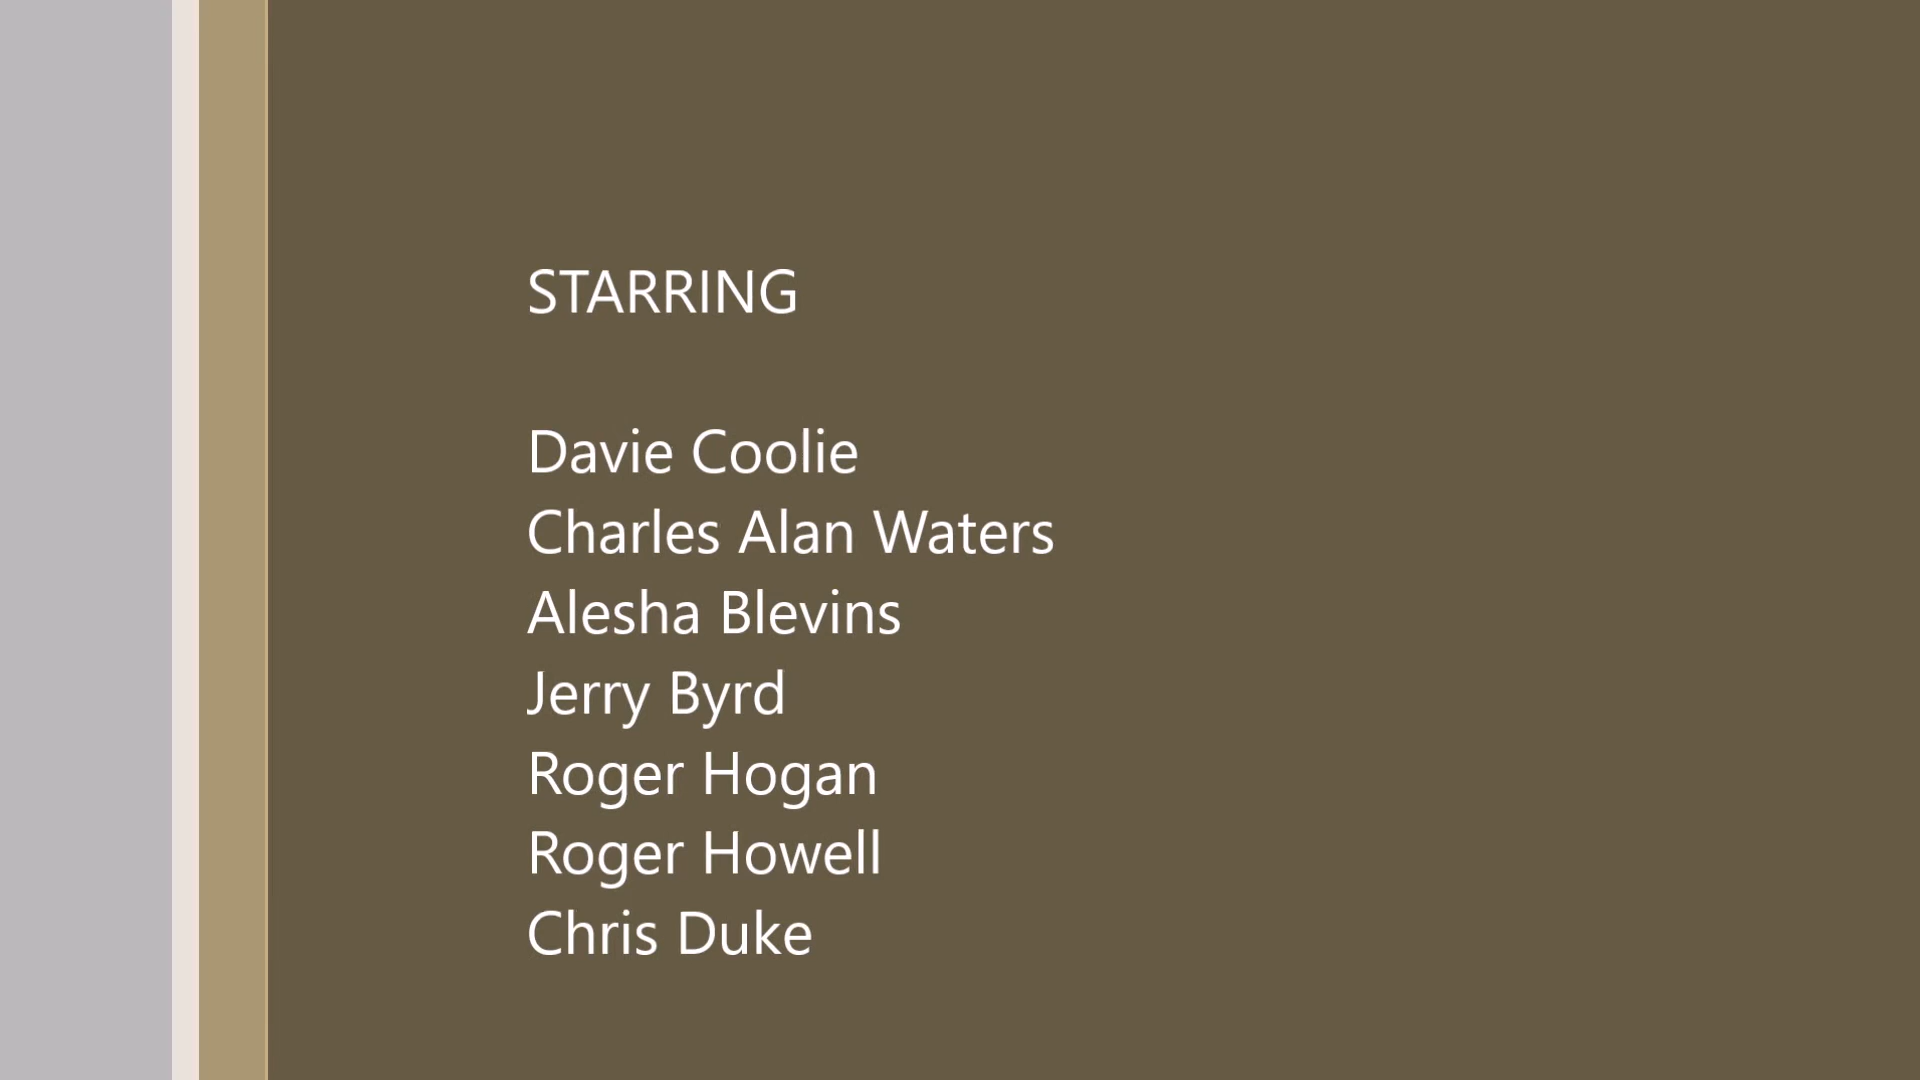 STARRING
Davie Coolie
Charles Alan Waters
Alesha Blevins
Jerry Byrd
Roger Hogan
Roger Howell
Chris Duke